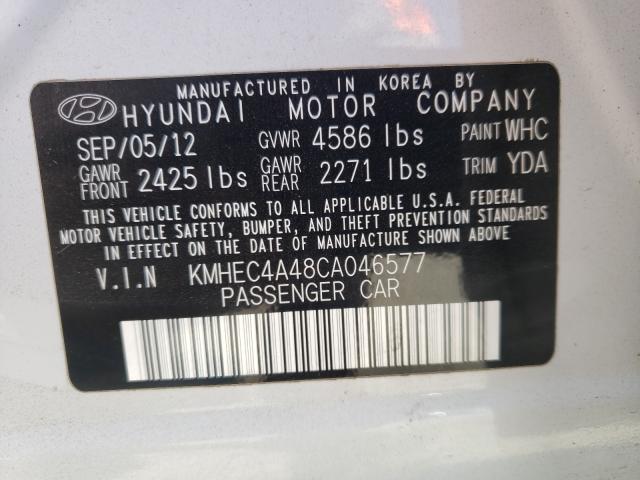 MANUFACTURED IN KOREA BY
HYUNDAI MOTOR COMPANY
SEP/05/12 GVWR 4586 lbs PAINT WHC
GAWR FRONT 2425 lbs GAWR REAR 2271 lbs TRIM YDA
THIS VEHICLE CONFORMS TO ALL APPLICABLE U.S.A. FEDERAL
MOTOR VEHICLE SAFETY, BUMPER, AND THEFT PREVENTION STANDARDS
IN EFFECT ON THE DATE OF MANUFACTURE SHOWN ABOVE.
V.I.N KMHEC4A48CA046577
PASSENGER CAR